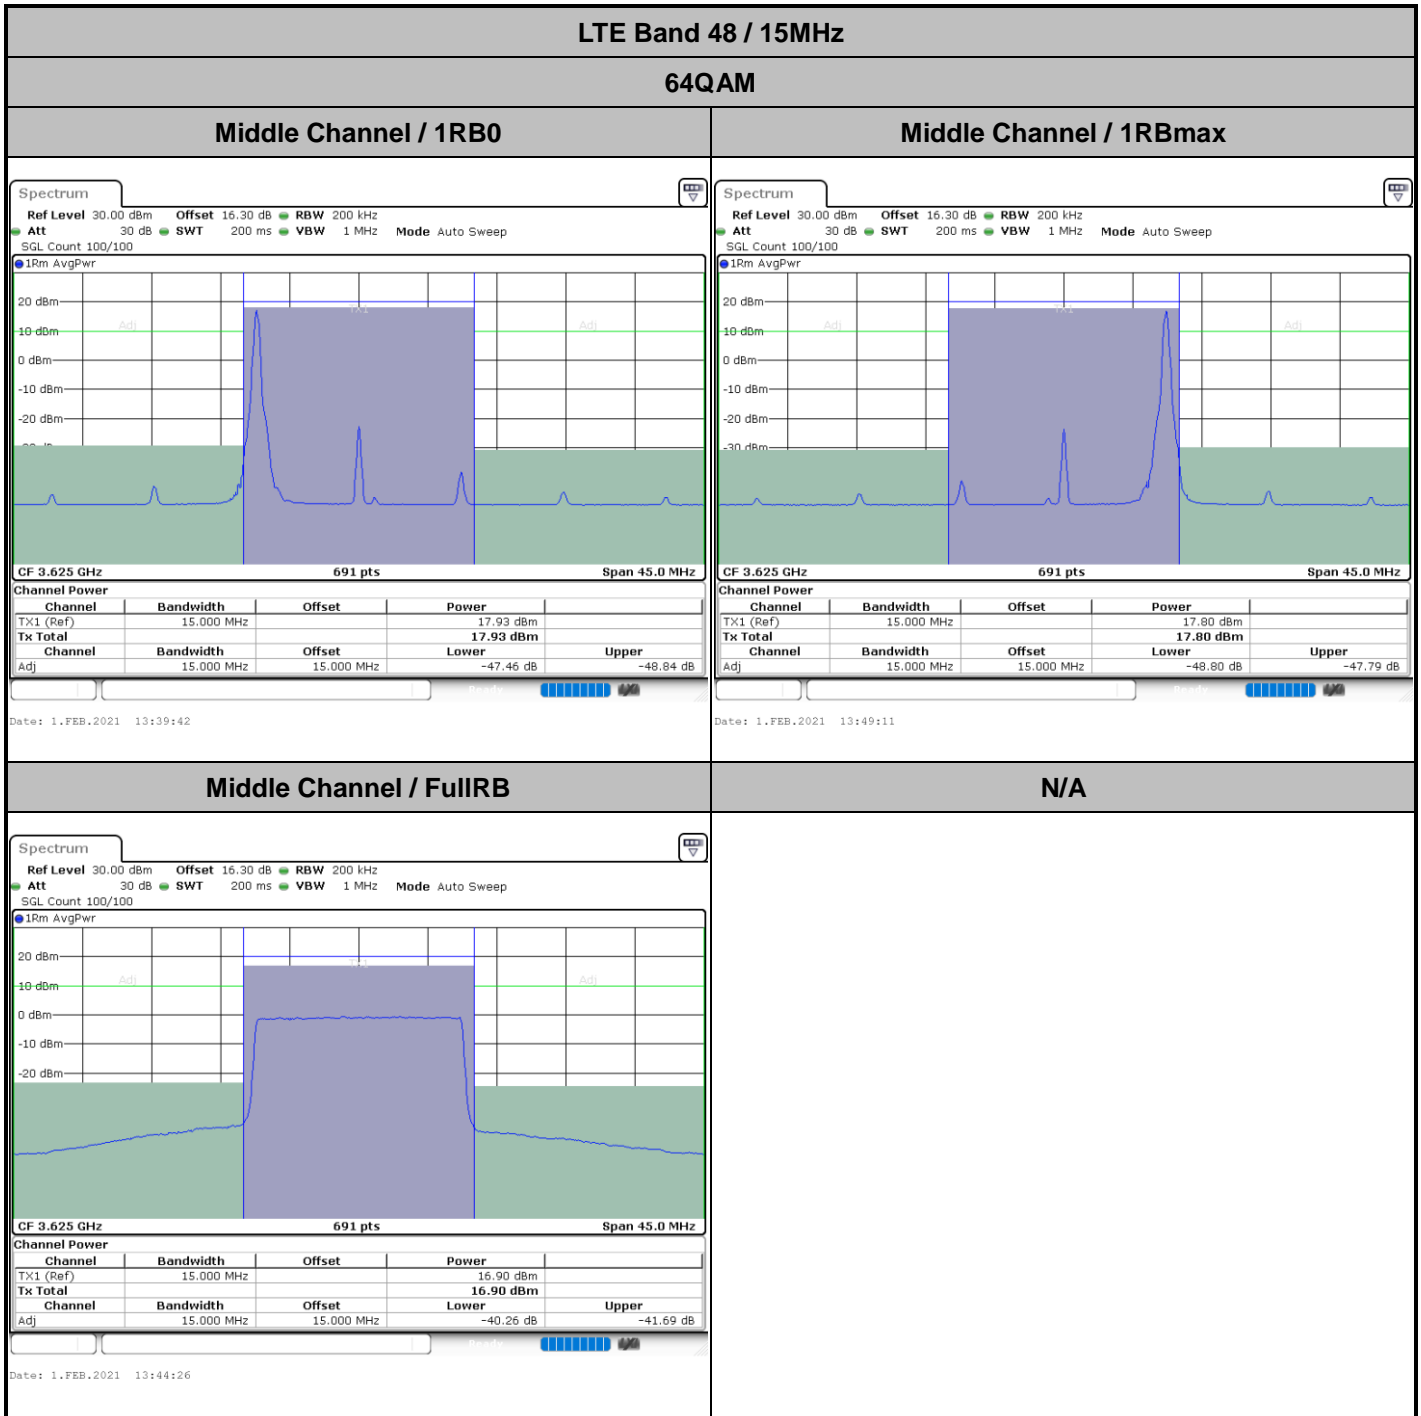 LTE Band 48 / 15MHz
64QAM
Middle Channel / 1RB0
Middle Channel / 1RBmax
Spectrum
Ref Level 30.00 dBm Offset 16.30 dB RBW 200 kHz
Att 30 dB SWT 200 ms VBW 1 MHz Mode Auto Sweep
SGL Count 100/100
1Rm AvgPwr
TX1
20 dBm
Adj Adj
10 dBm
0 dBm
-10 dBm
-20 dBm
CF 3.625 GHz 691 pts Span 45.0 MHz
Channel Power
Channel Bandwidth Offset Power
TX1 (Ref) 15.000 MHz 17.93 dBm
Tx Total 17.93 dBm
Channel Bandwidth Offset Lower Upper
Adj 15.000 MHz 15.000 MHz -47.46 dB -48.84 dB
Ready
Date: 1.FEB.2021 13:39:42
Spectrum
Ref Level 30.00 dBm Offset 16.30 dB RBW 200 kHz
Att 30 dB SWT 200 ms VBW 1 MHz Mode Auto Sweep
SGL Count 100/100
1Rm AvgPwr
20 dBm
TX1
Adj Adj
10 dBm
0 dBm
-10 dBm
-20 dBm
-30 dBm
CF 3.625 GHz 691 pts Span 45.0 MHz
Channel Power
Channel Bandwidth Offset Power
TX1 (Ref) 15.000 MHz 17.80 dBm
Tx Total 17.80 dBm
Channel Bandwidth Offset Lower Upper
Adj 15.000 MHz 15.000 MHz -48.80 dB -47.79 dB
Ready
Date: 1.FEB.2021 13:49:11
Middle Channel / FullRB
N/A
Spectrum
Ref Level 30.00 dBm Offset 16.30 dB RBW 200 kHz
Att 30 dB SWT 200 ms VBW 1 MHz Mode Auto Sweep
SGL Count 100/100
1Rm AvgPwr
20 dBm
TX1
Adj Adj
10 dBm
0 dBm
-10 dBm
-20 dBm
CF 3.625 GHz 691 pts Span 45.0 MHz
Channel Power
Channel Bandwidth Offset Power
TX1 (Ref) 15.000 MHz 16.90 dBm
Tx Total 16.90 dBm
Channel Bandwidth Offset Lower Upper
Adj 15.000 MHz 15.000 MHz -40.26 dB -41.69 dB
Ready
Date: 1.FEB.2021 13:44:26